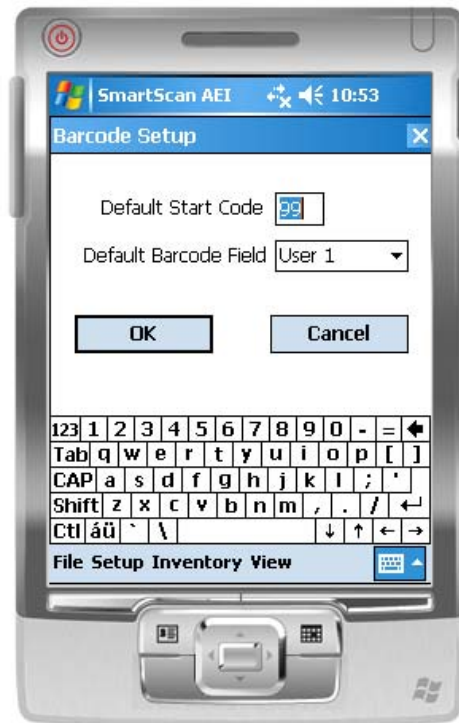 SmartScan AEI 10:53
Barcode Setup
Default Start Code 99
Default Barcode Field User 1
OK Cancel
123 1 2 3 4 5 6 7 8 9 0 - =
Tab q w e r t y u i o p [ ]
CAP a s d f g h j k l ; '
Shift z x c v b n m , . /
Ctl áü ` \
File Setup Inventory View